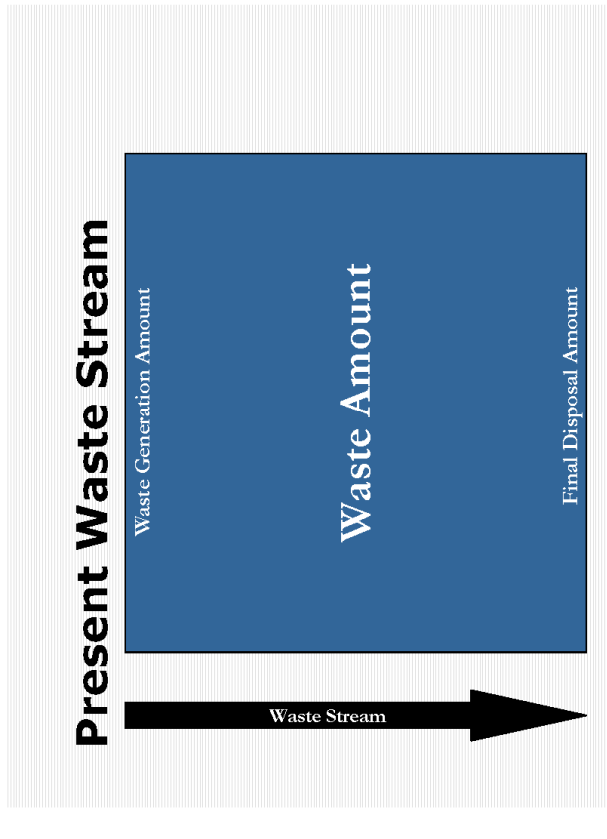 Present Waste Stream
Waste Generation Amount
Waste Amount
Final Disposal Amount
Waste Stream